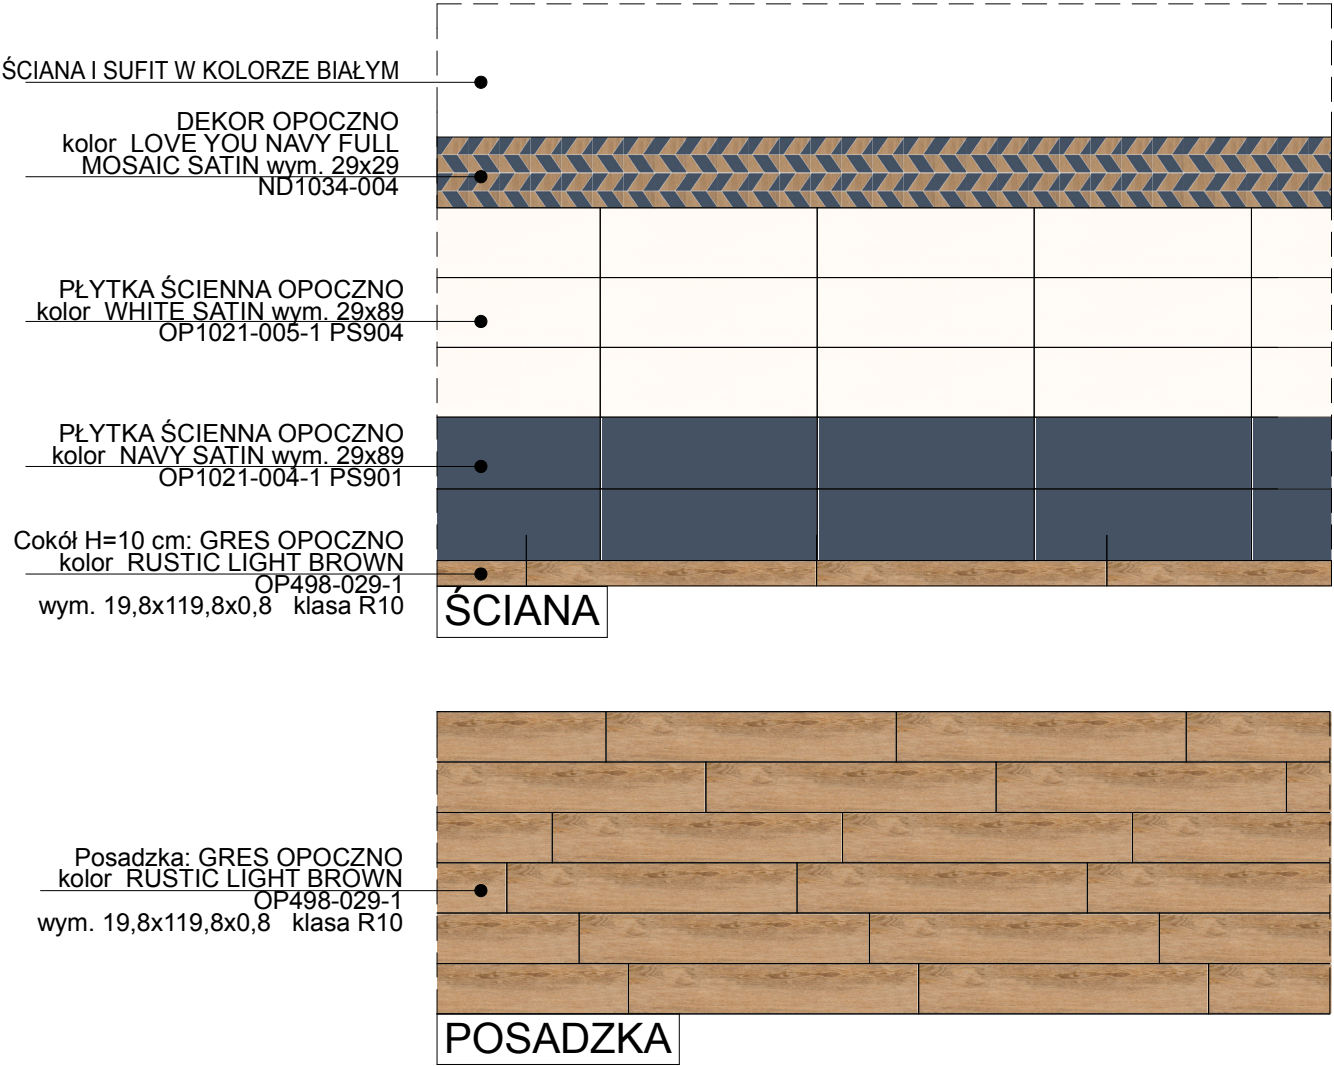 ŚCIANA I SUFIT W KOLORZE BIAŁYM
DEKOR OPOCZNO
kolor LOVE YOU NAVY FULL
MOSAIC SATIN wym. 29x29
ND1034-004
PŁYTKA ŚCIENNA OPOCZNO
kolor WHITE SATIN wym. 29x89
OP1021-005-1 PS904
PŁYTKA ŚCIENNA OPOCZNO
kolor NAVY SATIN wym. 29x89
OP1021-004-1 PS901
Cokół H=10 cm: GRES OPOCZNO
kolor RUSTIC LIGHT BROWN
OP498-029-1
wym. 19,8x119,8x0,8 klasa R10
ŚCIANA
Posadzka: GRES OPOCZNO
kolor RUSTIC LIGHT BROWN
OP498-029-1
wym. 19,8x119,8x0,8 klasa R10
POSADZKA